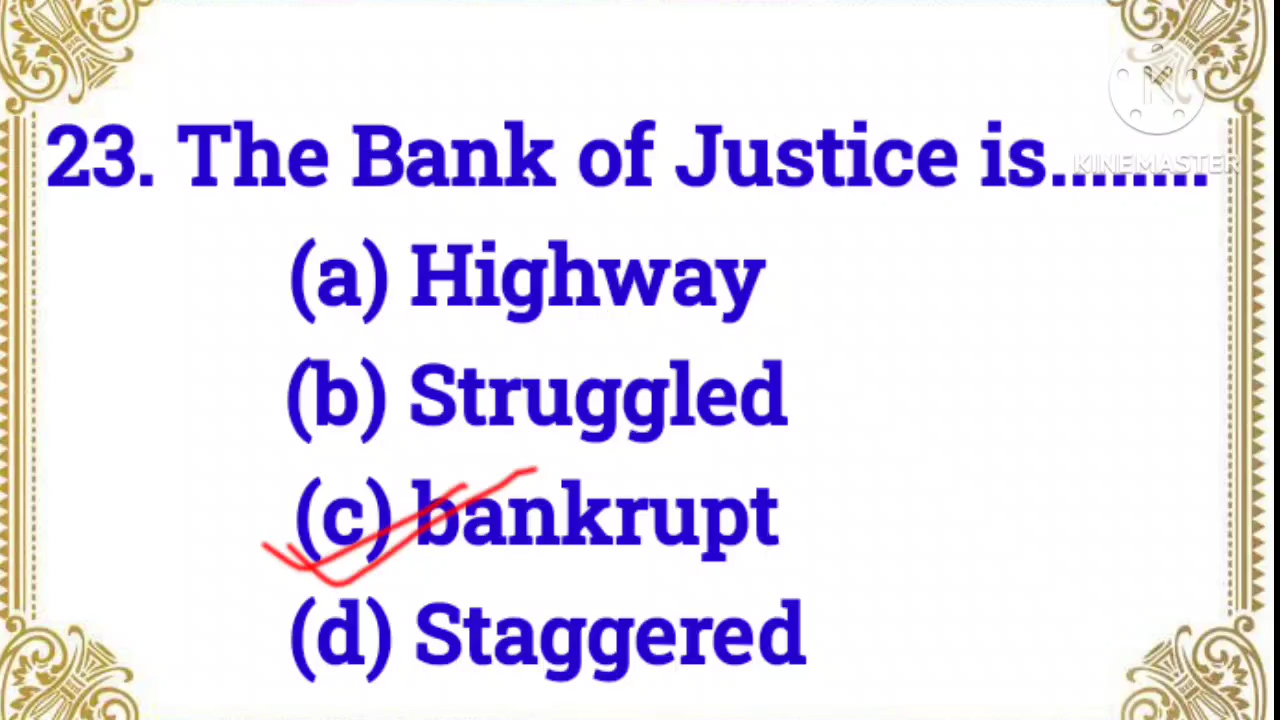 23. The Bank of Justice is........
KINEMASTER
(a) Highway
(b) Struggled
(c) bankrupt
(d) Staggered